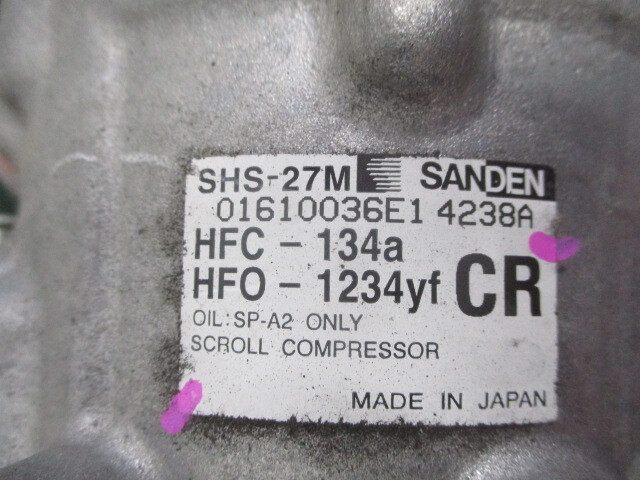 SHS-27M SANDEN
01610036E1 4238A
HFC - 134a
HFO - 1234yf CR
OIL:SP-A2 ONLY
SCROLL COMPRESSOR
MADE IN JAPAN